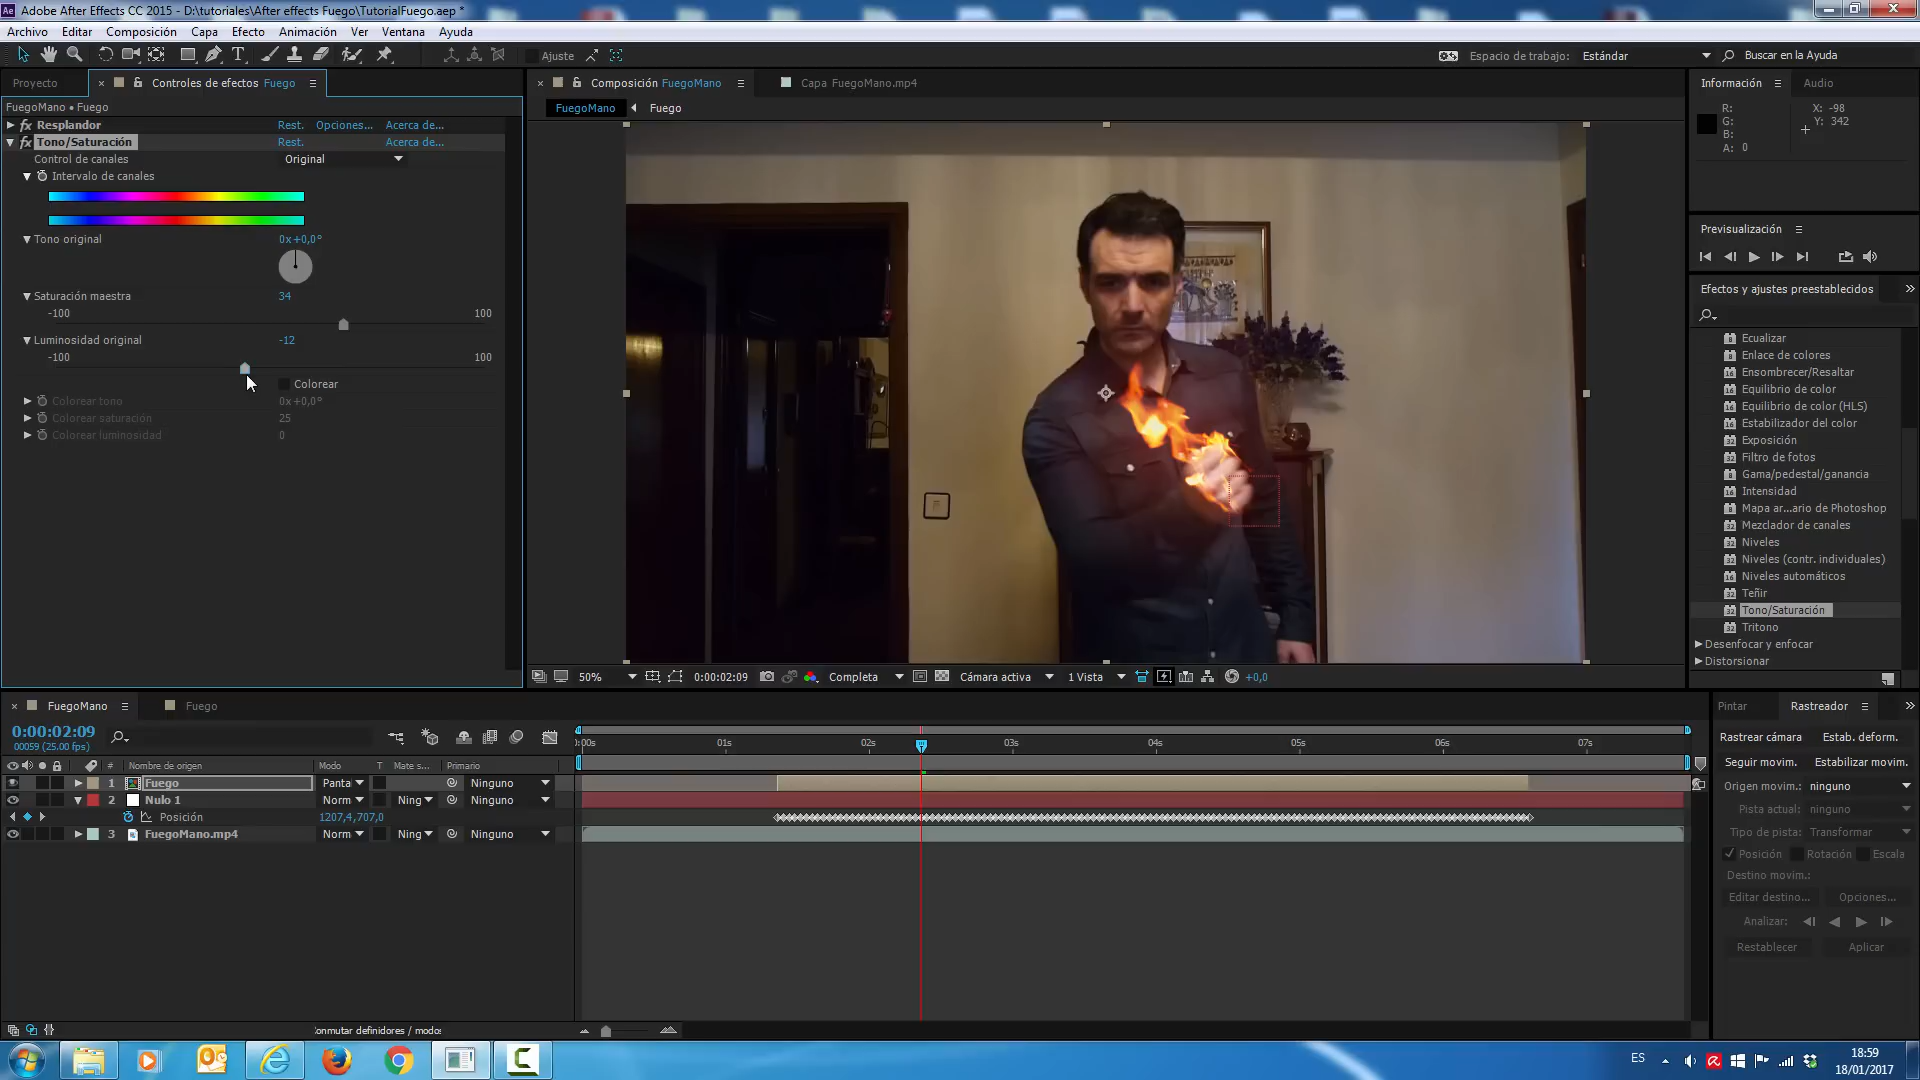 Adobe After Effects CC 2015 - D:\tutoriales\After effects Fuego\TutorialFuego.aep *
Archivo Editar Composición Capa Efecto Animación Ver Ventana Ayuda
Ajuste Espacio de trabajo: Estándar Buscar en la Ayuda
Proyecto Controles de efectos Fuego
Composición FuegoMano Capa FuegoMano.mp4
FuegoMano • Fuego
FuegoMano Fuego
Resplandor Rest. Opciones... Acerca de...
Tono/Saturación Rest. Acerca de...
Control de canales Original
Intervalo de canales
Tono original 0x+0,0°
Saturación maestra 34
-100 100
Luminosidad original -12
-100 100
Colorear
Colorear tono 0x+0,0°
Colorear saturación 25
Colorear luminosidad 0
50% 0:00:02:09 Completa Cámara activa 1 Vista +0,0
Información Audio
R: X: -98
G: Y: 342
B:
A: 0
Previsualización
Efectos y ajustes preestablecidos
Ecualizar
Enlace de colores
Ensombrecer/Resaltar
Equilibrio de color
Equilibrio de color (HLS)
Estabilizador del color
Exposición
Filtro de fotos
Gama/pedestal/ganancia
Intensidad
Mapa ar...ario de Photoshop
Mezclador de canales
Niveles
Niveles (contr. individuales)
Niveles automáticos
Teñir
Tono/Saturación
Tritono
Desenfocar y enfocar
Distorsionar
FuegoMano Fuego
0:00:02:09
00059 (25.00 fps)
:00s 01s 02s 03s 04s 05s 06s 07s
# Nombre de origen Modo T Mate s... Primario
1 Fuego Panta Ninguno
2 Nulo 1 Norm Ning Ninguno
Posición 1207,4,707,0
3 FuegoMano.mp4 Norm Ning Ninguno
Conmutar definidores / modos
Pintar Rastreador
Rastrear cámara Estab. deform.
Seguir movim. Estabilizar movim.
Origen movim.: ninguno
Pista actual: ninguno
Tipo de pista: Transformar
Posición Rotación Escala
Destino movim.:
Editar destino... Opciones...
Analizar:
Restablecer Aplicar
ES 18:59
18/01/2017